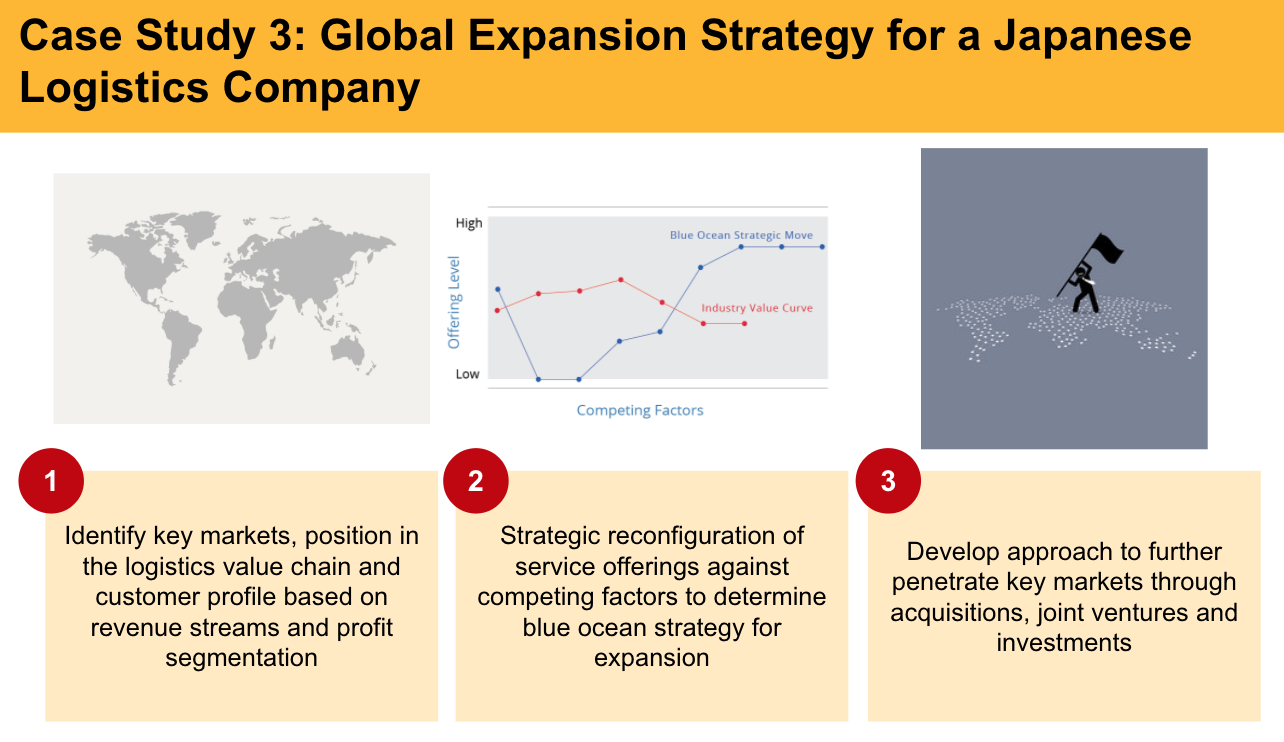 Case Study 3: Global Expansion Strategy for a Japanese
Logistics Company
High
Blue Ocean Strategic Move
Offering Level
Industry Value Curve
Low
Competing Factors
1
Identify key markets, position in
the logistics value chain and
customer profile based on
revenue streams and profit
segmentation
2
Strategic reconfiguration of
service offerings against
competing factors to determine
blue ocean strategy for
expansion
3
Develop approach to further
penetrate key markets through
acquisitions, joint ventures and
investments